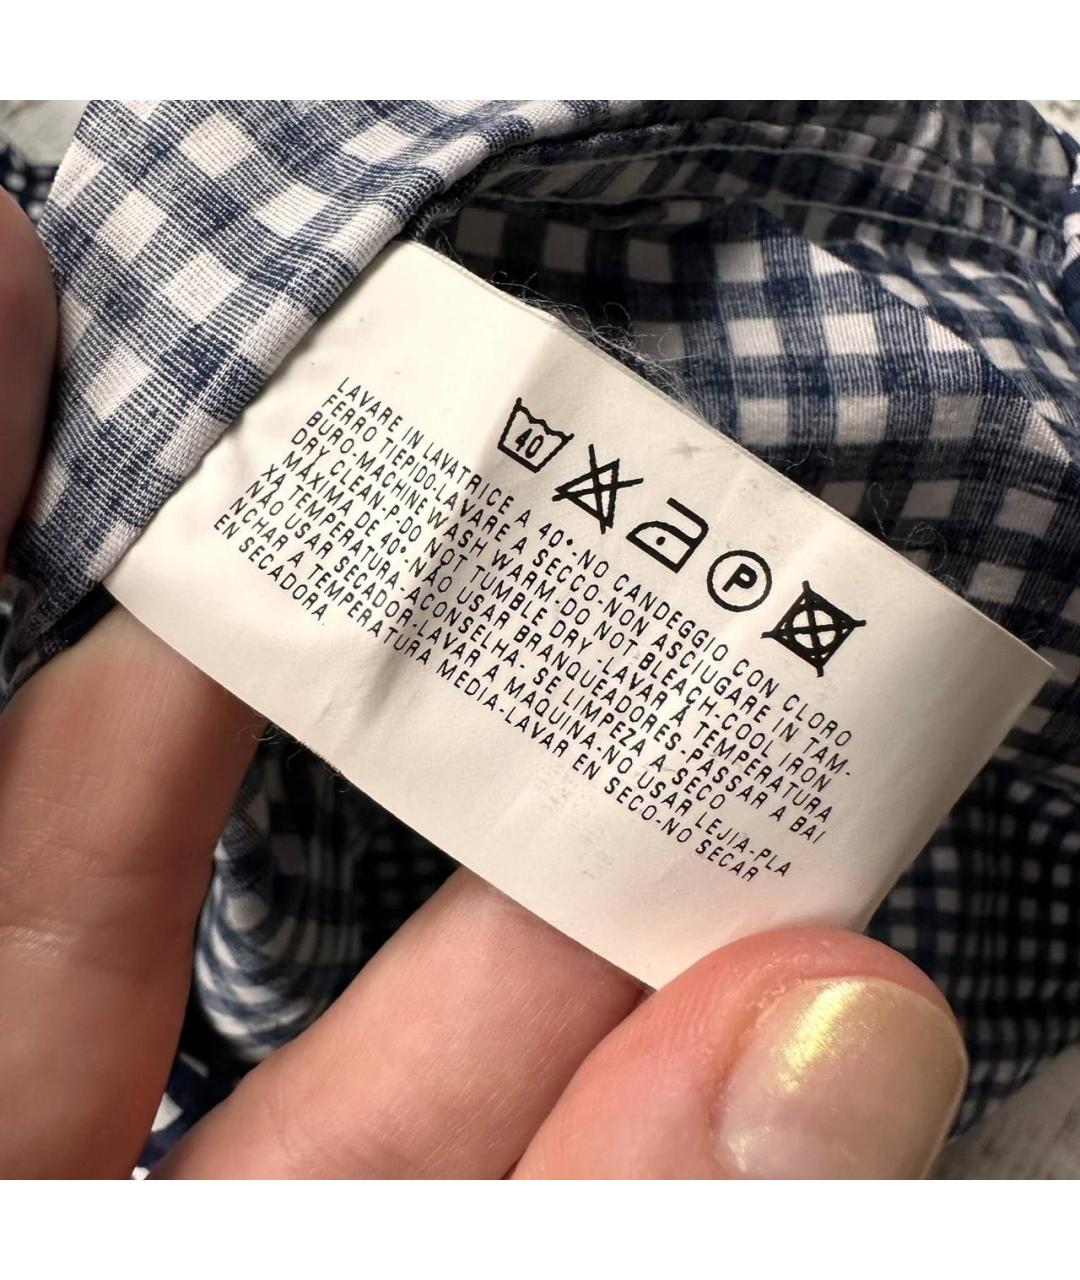 40
P
LAVARE IN LAVATRICE A 40°-NO CANDEGGIO CON CLORO
FERRO TIEPIDO-LAVARE A SECCO-NON ASCIUGARE IN TAM-
BURO-MACHINE WASH WARM-DO NOT BLEACH-COOL IRON
DRY CLEAN-P-DO NOT TUMBLE DRY-LAVAR Á TEMPERATURA
MÁXIMA DE 40°-NÃO USAR BRANQUEADORES-PASSAR A BAI
XA TEMPERATURA-ACONSELHA-SE LIMPEZA A SECO
NÃO USAR SECADOR-LAVAR A MAQUINA-NO USAR LEJIA-PLA
NCHAR A TEMPERATURA MEDIA-LAVAR EN SECO-NO SECAR
EN SECADORA.